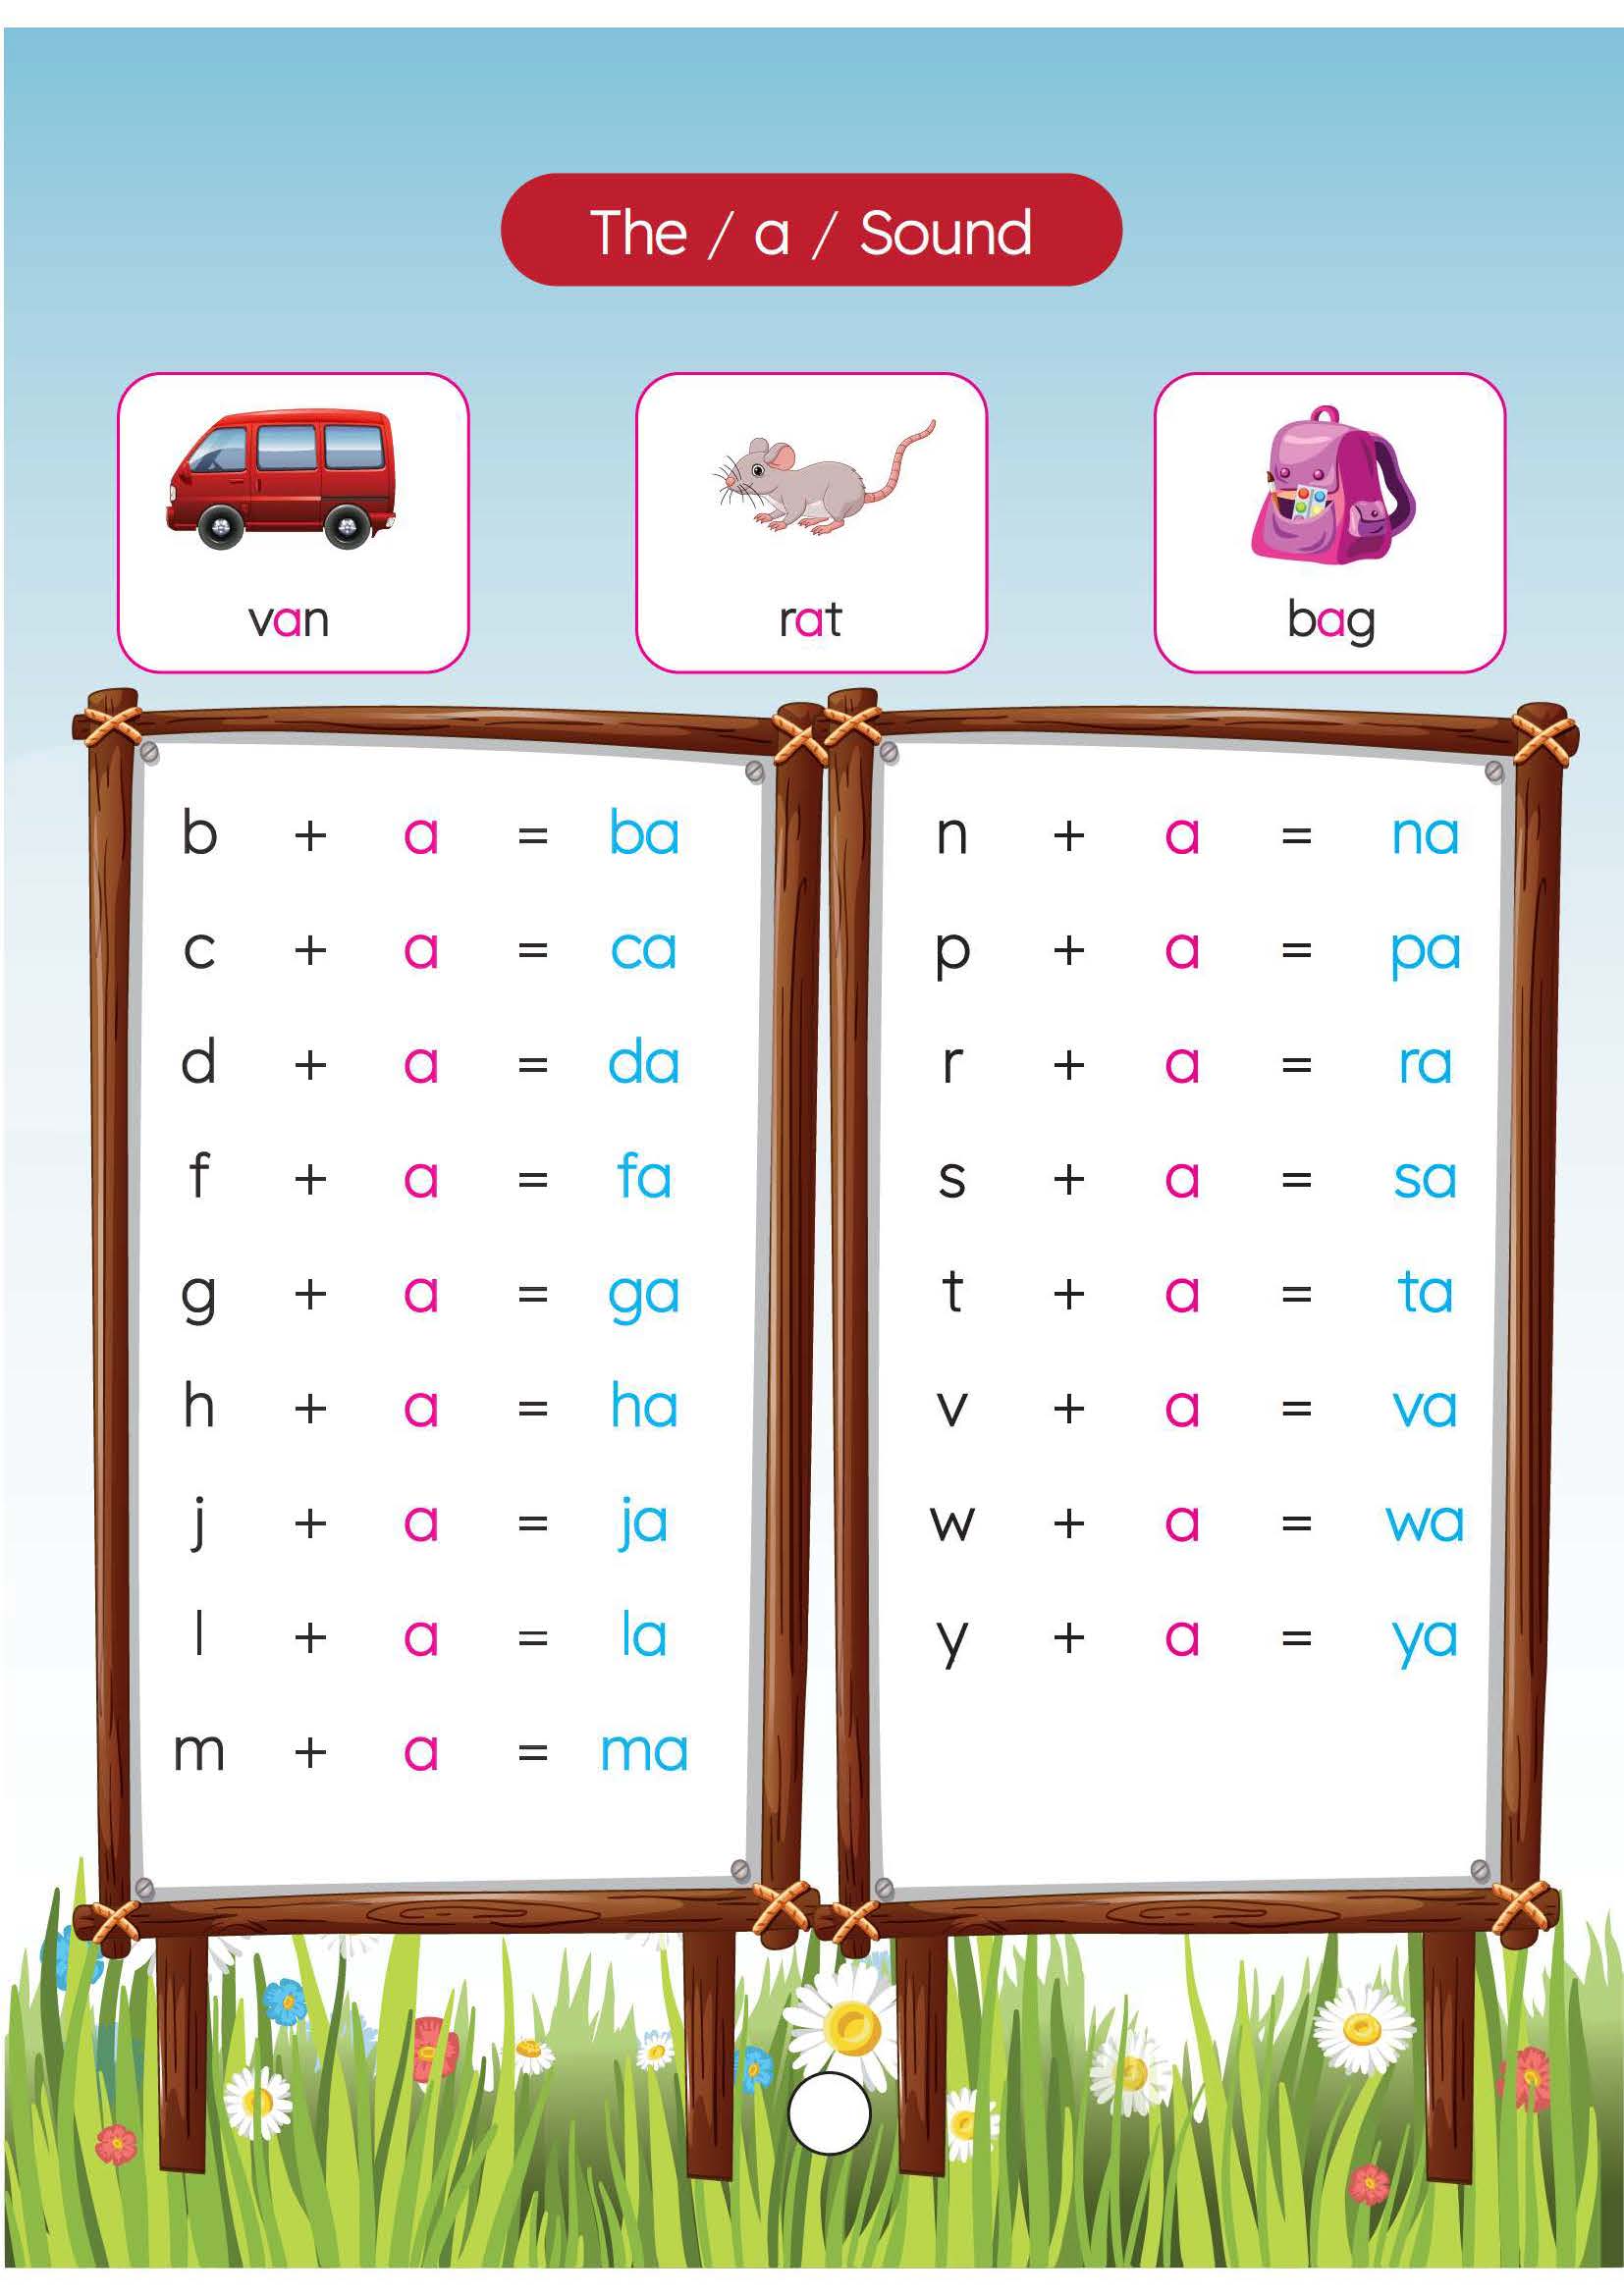 The / a / Sound
van
rat
bag
b + a = ba
c + a = ca
d + a = da
f + a = fa
g + a = ga
h + a = ha
j + a = ja
l + a = la
m + a = ma
n + a = na
p + a = pa
r + a = ra
s + a = sa
t + a = ta
v + a = va
w + a = wa
y + a = ya